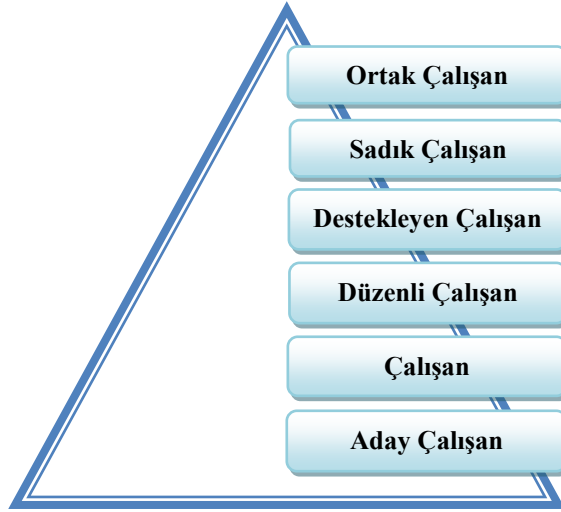 Ortak Çalışan
Sadık Çalışan
Destekleyen Çalışan
Düzenli Çalışan
Çalışan
Aday Çalışan